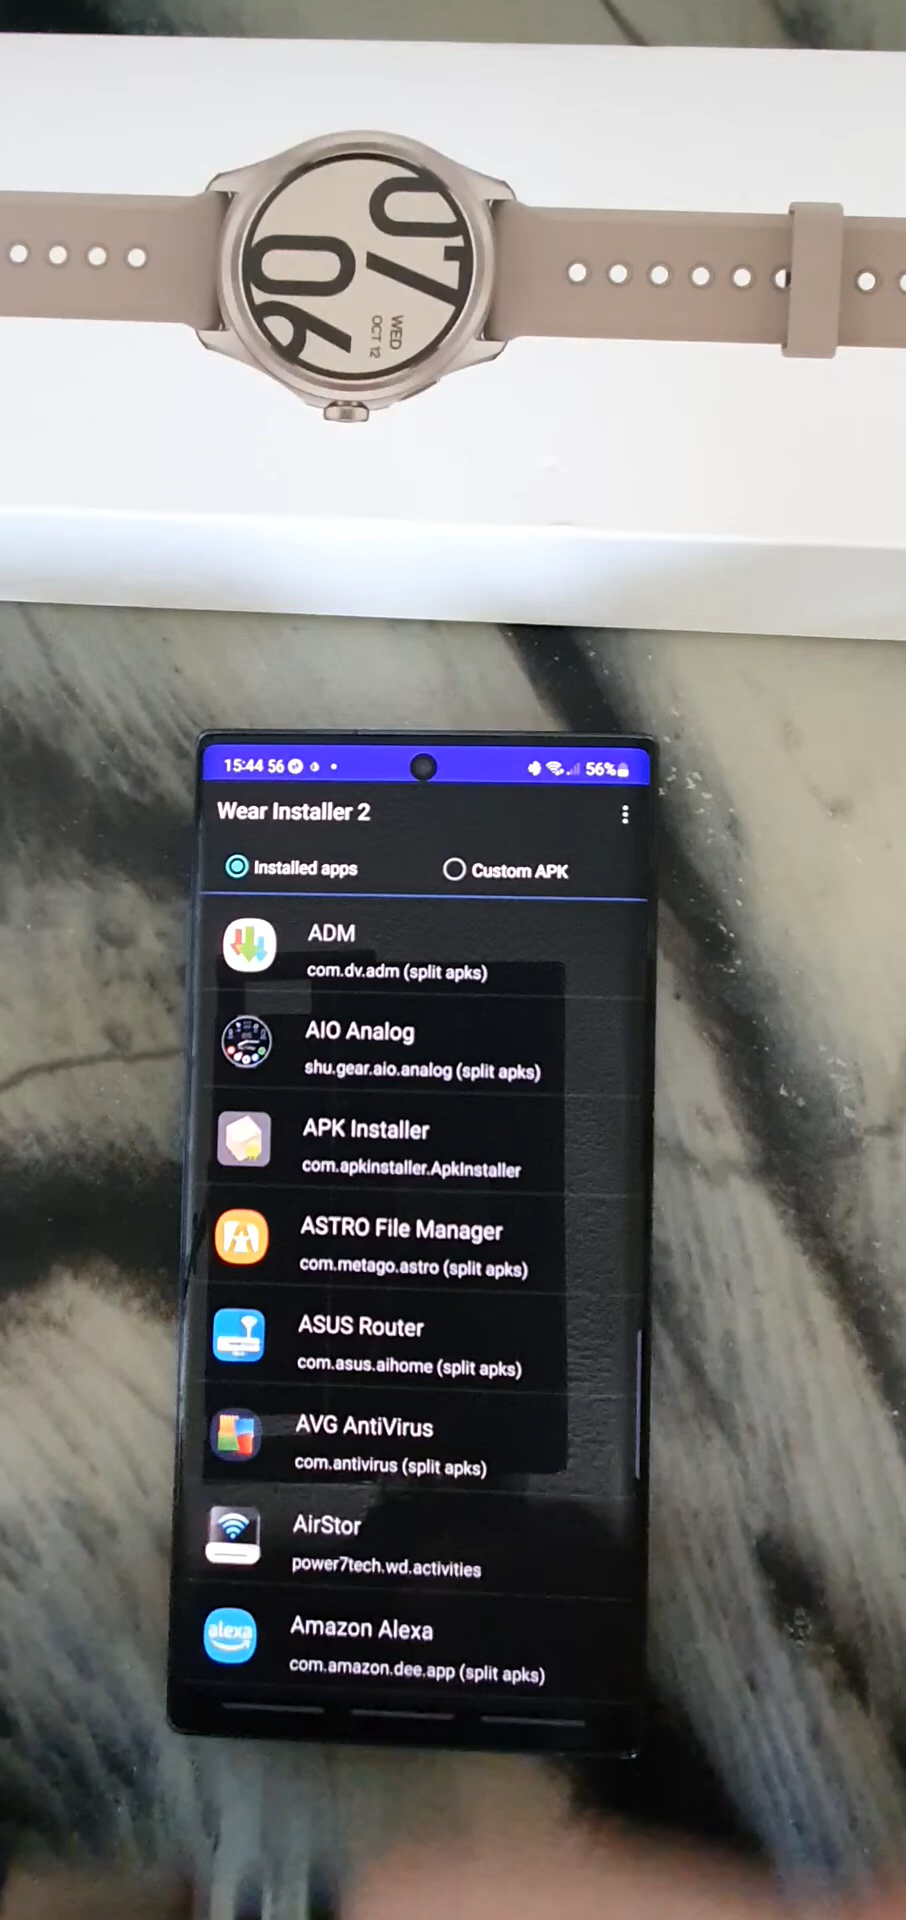 07
06
WED
OCT 12
15:44 56 56%
Wear Installer 2
Installed apps Custom APK
ADM
com.dv.adm (split apks)
AIO Analog
shu.gear.aio.analog (split apks)
APK Installer
com.apkinstaller.ApkInstaller
ASTRO File Manager
com.metago.astro (split apks)
ASUS Router
com.asus.aihome (split apks)
AVG AntiVirus
com.antivirus (split apks)
AirStor
power7tech.wd.activities
alexa
Amazon Alexa
com.amazon.dee.app (split apks)